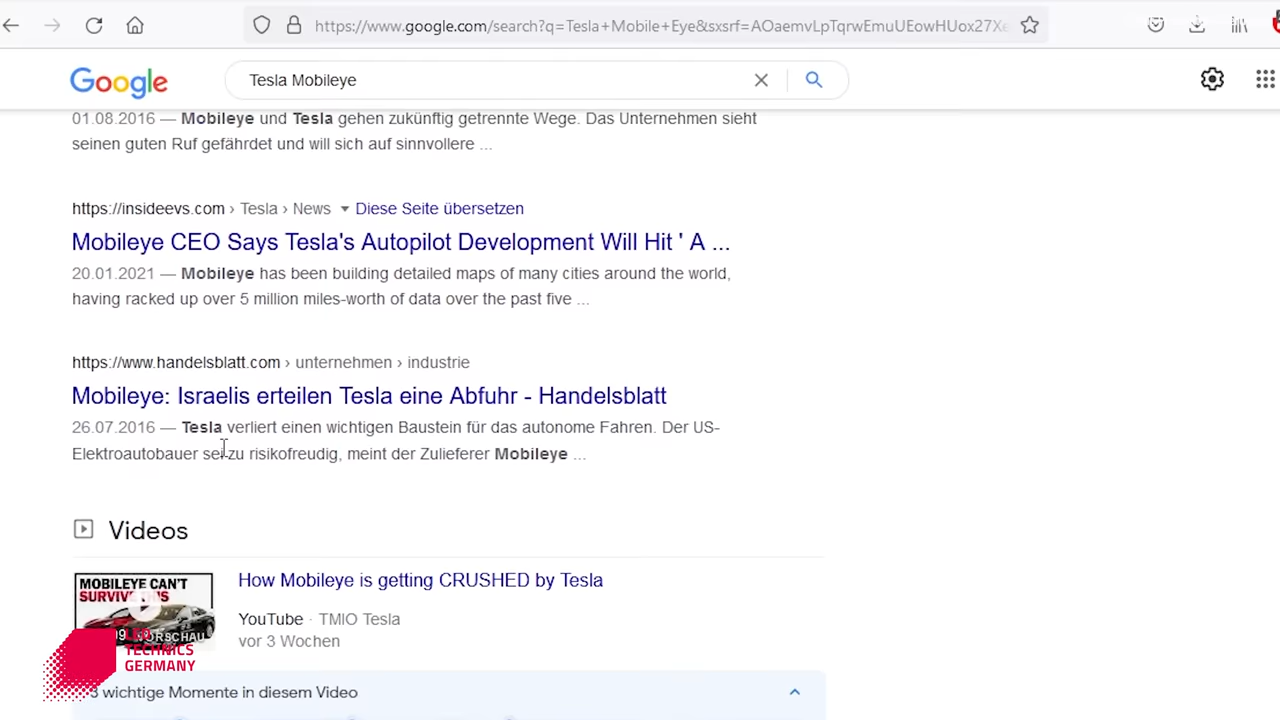 https://www.google.com/search?q=Tesla+Mobile+Eye&sxsrf=AOaemvLpTqrwEmuUEowHUox27Xe
Google
Tesla Mobileye
01.08.2016 — Mobileye und Tesla gehen zukünftig getrennte Wege. Das Unternehmen sieht
seinen guten Ruf gefährdet und will sich auf sinnvollere ...
https://insideevs.com › Tesla › News Diese Seite übersetzen
Mobileye CEO Says Tesla's Autopilot Development Will Hit ' A ...
20.01.2021 — Mobileye has been building detailed maps of many cities around the world,
having racked up over 5 million miles-worth of data over the past five ...
https://www.handelsblatt.com › unternehmen › industrie
Mobileye: Israelis erteilen Tesla eine Abfuhr - Handelsblatt
26.07.2016 — Tesla verliert einen wichtigen Baustein für das autonome Fahren. Der US-
Elektroautobauer sei zu risikofreudig, meint der Zulieferer Mobileye ...
Videos
MOBILEYE CAN'T
SURVIVE THIS
VORSCHAU
How Mobileye is getting CRUSHED by Tesla
YouTube · TMIO Tesla
vor 3 Wochen
TECHNICS
GERMANY
3 wichtige Momente in diesem Video